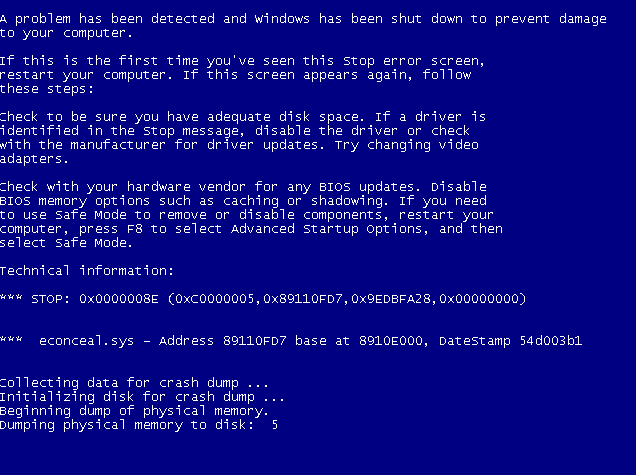 A problem has been detected and Windows has been shut down to prevent damage
to your computer.
If this is the first time you've seen this Stop error screen,
restart your computer. If this screen appears again, follow
these steps:
Check to be sure you have adequate disk space. If a driver is
identified in the Stop message, disable the driver or check
with the manufacturer for driver updates. Try changing video
adapters.
Check with your hardware vendor for any BIOS updates. Disable
BIOS memory options such as caching or shadowing. If you need
to use Safe Mode to remove or disable components, restart your
computer, press F8 to select Advanced Startup Options, and then
select Safe Mode.
Technical information:
*** STOP: 0x0000008E (0xC0000005,0x89110FD7,0x9EDBFA28,0x00000000)
***  econceal.sys – Address 89110FD7 base at 8910E000, DateStamp 54d003b1
Collecting data for crash dump ...
Initializing disk for crash dump ...
Beginning dump of physical memory.
Dumping physical memory to disk:  5